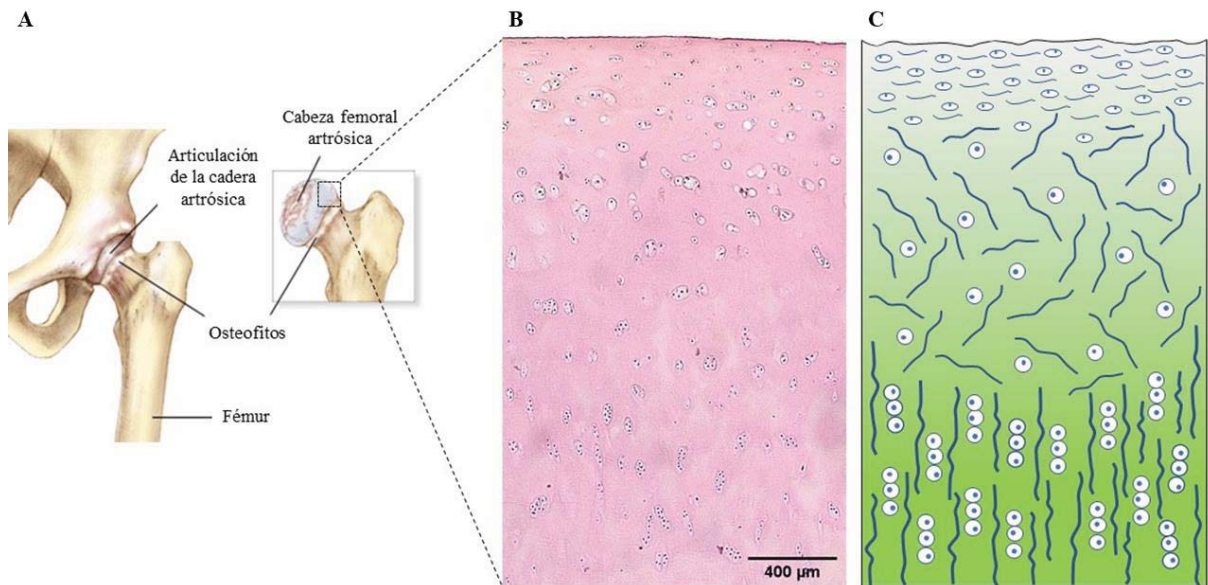 A
B
C
Cabeza femoral
artrósica
Articulación
de la cadera
artrósica
Osteofitos
Fémur
400 µm